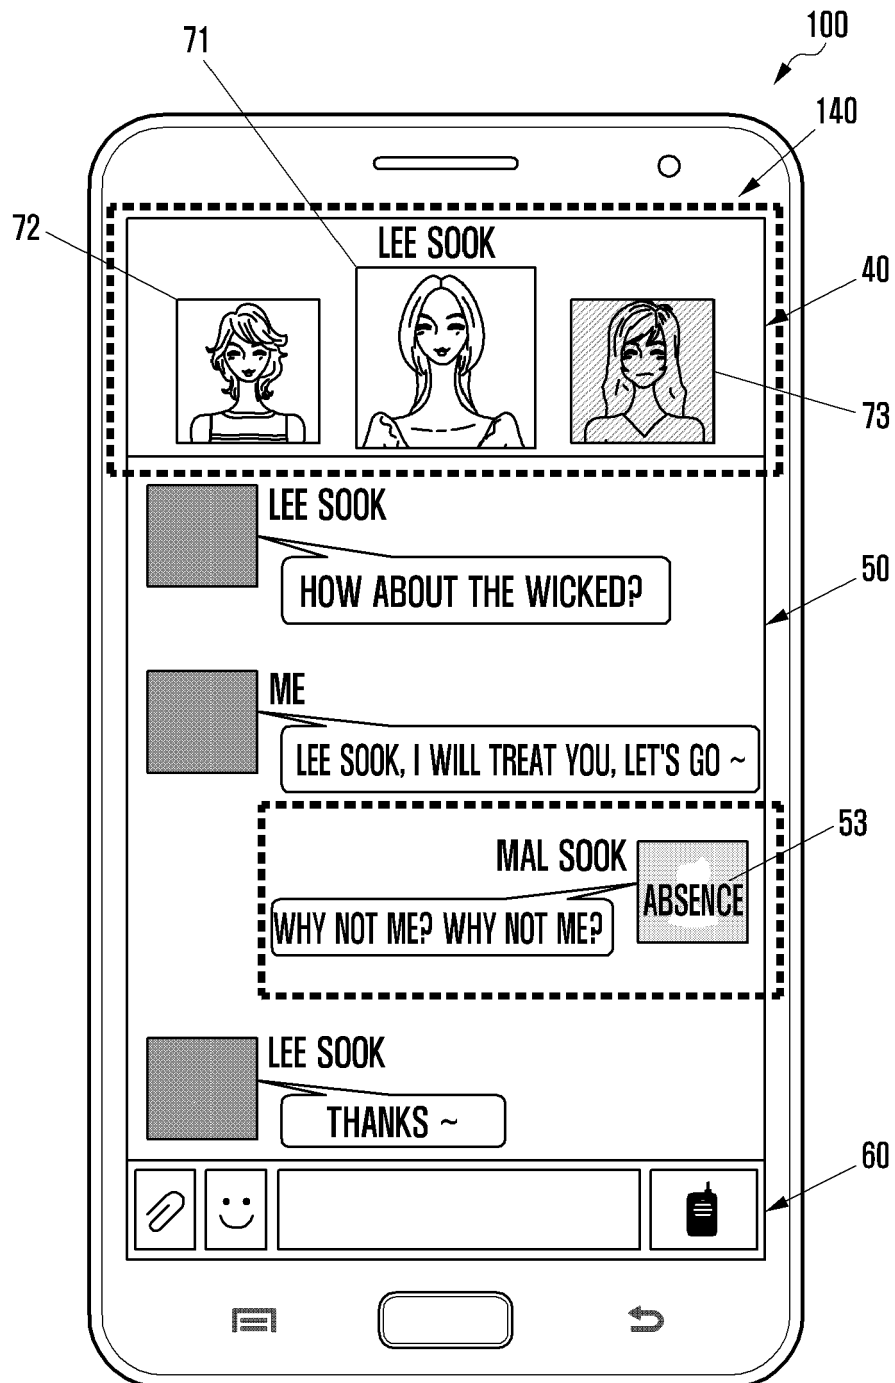 71
100
140
72
LEE SOOK
40
73
LEE SOOK
HOW ABOUT THE WICKED?
50
ME
LEE SOOK, I WILL TREAT YOU, LET'S GO ~
53
MAL SOOK
ABSENCE
WHY NOT ME? WHY NOT ME?
LEE SOOK
THANKS ~
60